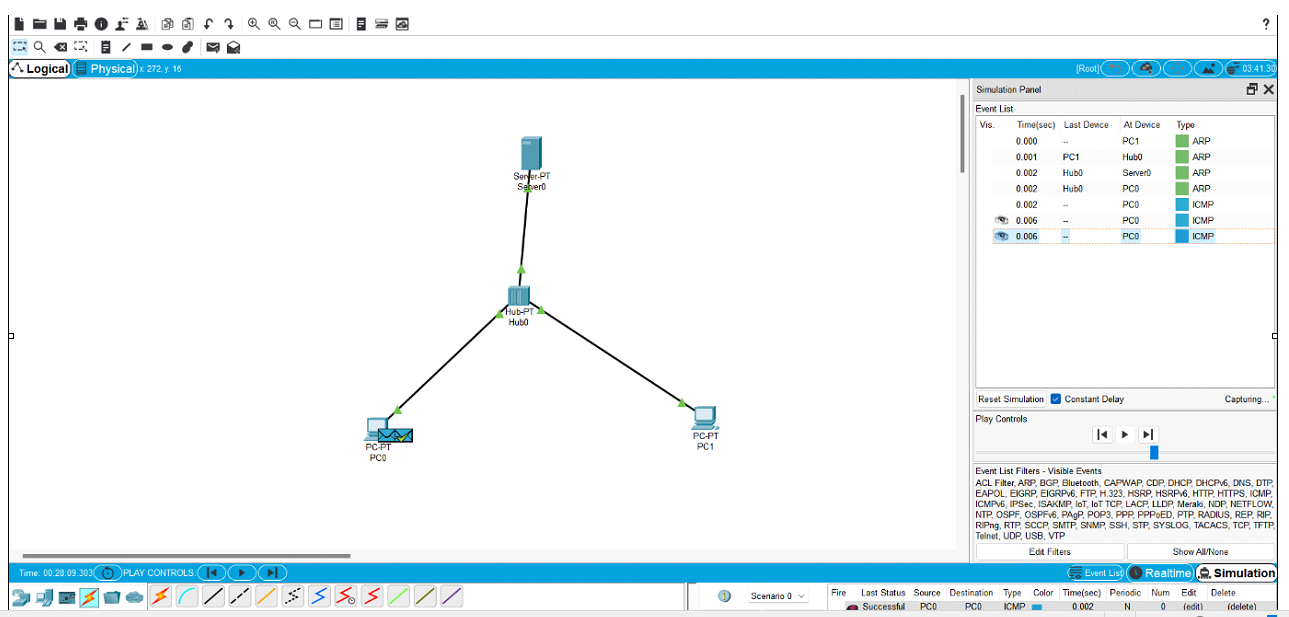 ?
Logical Physical x: 272, y: 16 [Root] 03:41:30
Simulation Panel
Event List
Vis. Time(sec) Last Device At Device Type
0.000 -- PC1 ARP
0.001 PC1 Hub0 ARP
0.002 Hub0 Server0 ARP
0.002 Hub0 PC0 ARP
0.002 -- PC0 ICMP
0.006 -- PC0 ICMP
0.006 -- PC0 ICMP
Server-PT
Server0
Hub-PT
Hub0
PC-PT
PC0
PC-PT
PC1
Reset Simulation Constant Delay Capturing...
Play Controls
Event List Filters - Visible Events
ACL Filter, ARP, BGP, Bluetooth, CAPWAP, CDP, DHCP, DHCPv6, DNS, DTP,
EAPOL, EIGRP, EIGRPv6, FTP, H.323, HSRP, HSRPv6, HTTP, HTTPS, ICMP,
ICMPv6, IPSec, ISAKMP, IoT, IoT TCP, LACP, LLDP, Meraki, NDP, NETFLOW,
NTP, OSPF, OSPFv6, PAgP, POP3, PPP, PPPoED, PTP, RADIUS, REP, RIP,
RIPng, RTP, SCCP, SMTP, SNMP, SSH, STP, SYSLOG, TACACS, TCP, TFTP,
Telnet, UDP, USB, VTP
Edit Filters Show All/None
Time: 00:28:09.303 PLAY CONTROLS: Event List Realtime Simulation
Scenario 0 Fire Last Status Source Destination Type Color Time(sec) Periodic Num Edit Delete
Successful PC0 PC0 ICMP 0.002 N 0 (edit) (delete)